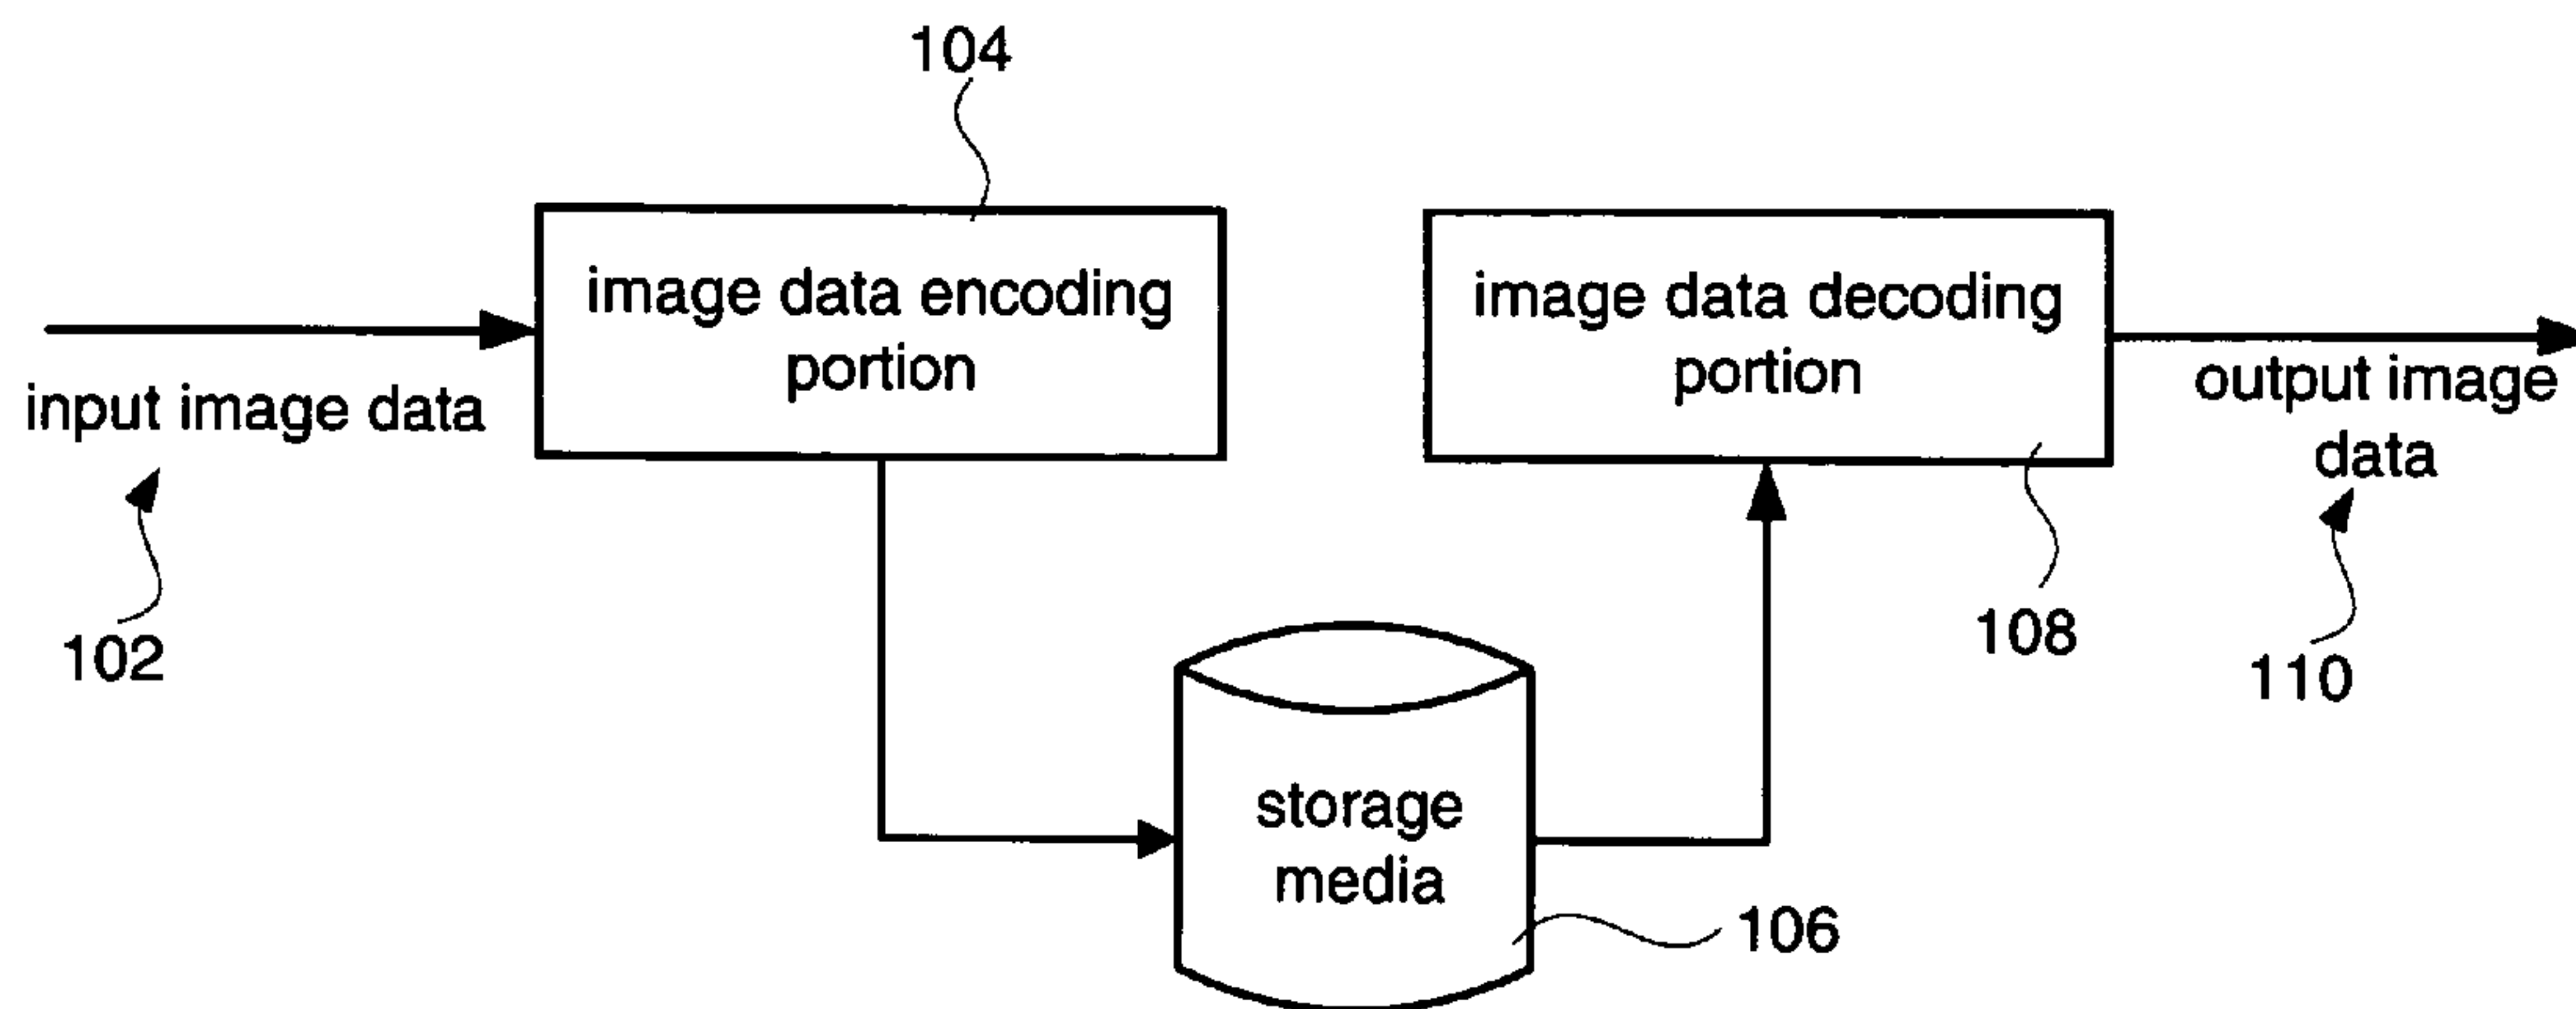 104
image data encoding
portion
image data decoding
portion
input image data
output image
data
102
108
110
storage
media
106